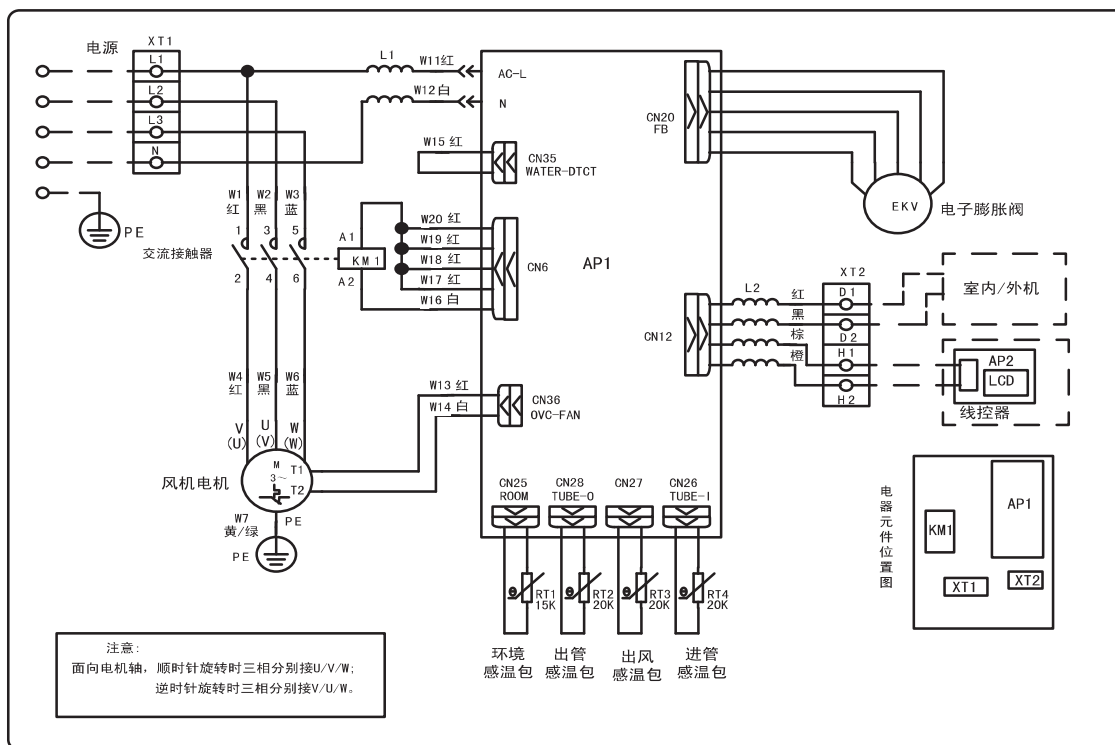 电源
XT1
L1
L2
L3
N
PE
L1
W11红
W12白
AC-L
N
W15 红
CN35
WATER-DTCT
CN20
FB
EKV
电子膨胀阀
W1
红
W2
黑
W3
蓝
1
3
5
交流接触器
2
4
6
A1
KM1
A2
W20 红
W19 红
W18 红
W17 红
W16 白
CN6
AP1
L2
CN12
红
黑
棕
橙
XT2
D1
D2
H1
H2
室内/外机
AP2
LCD
线控器
W4
红
W5
黑
W6
蓝
W13 红
W14 白
CN36
OVC-FAN
V
(U)
U
(V)
W
(W)
M
3～
T1
T2
风机电机
W7
黄/绿
PE
PE
CN25
ROOM
CN28
TUBE-O
CN27
CN26
TUBE-I
θ
RT1
15K
θ
RT2
20K
θ
RT3
20K
θ
RT4
20K
环境
感温包
出管
感温包
出风
感温包
进管
感温包
电器元件位置图
KM1
AP1
XT1
XT2
注意:
面向电机轴，顺时针旋转时三相分别接U/V/W;
逆时针旋转时三相分别接V/U/W。